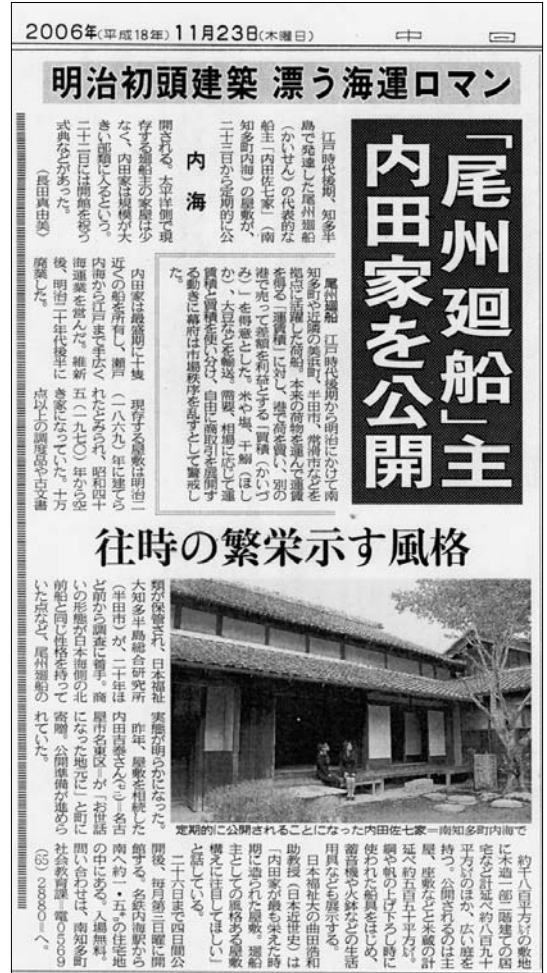 2006年(平成18年)11月23日(木曜日)
明治初頭建築 漂う海運ロマン
「尾州廻船」主
内田家を公開
江戸時代後期、知多半
島で発達した尾州廻船
（かいせん）の代表的な
船主「内田佐七家」（南
知多町内海）の屋敷が、
二十三日から定期的に公
内海
開される。太平洋側で現
存する廻船主の家屋は少
なく、内田家は規模が大
きい部類に入るという。
二十二日には開館を祝う
式典などがあった。
（長田真由美）
尾州廻船　江戸時代後期から明治にかけて南
知多町や近隣の美浜町、半田市、常滑市などを
拠点に活躍した荷船。本来の荷物を運んで運賃
を得る「運賃積」に対し、港で荷を買い、別の
港で売って差額を利益とする「買積（かいづ
み）」を得意とした。米や塩、干鰯（ほし
か）、大豆などを輸送。需要、相場に応じて運
賃積と買積を使い分け、自由な商取引を展開す
る動きに幕府は市場秩序を乱すとして警戒し
た。
内田家は最盛期に十隻
近くの船を所有し、瀬戸
内海から江戸まで手広く
海運業を営んだ。維新
後、明治二十年代後半に
廃業した。
現存する屋敷は明治二
（一八六九）年に建てら
れたとみられ、昭和四十
五（一九七〇）年から空
き家になっていた。十万
点以上の調度品や古文書
往時の繁栄示す風格
類が保管され、日本福祉
大知多半島総合研究所
（半田市）が、二十年ほ
ど前から調査に着手。商
いの形態が日本海側の北
前船と同じ性格を持って
いた点など、尾州廻船の
実態が明らかになった。
昨年、屋敷を相続した
内田吉泰さん＝名古
屋市名東区＝が「お世話
になった地元に」と町に
寄贈。公開準備が進めら
れていた。
定期的に公開されることになった内田佐七家＝南知多町内海で
約千八百平方㍍の敷地
に木造一部二階建ての居
宅など計延べ約八百九十
平方㍍のほか、広い庭を
持つ。公開されるのは主
屋、座敷などと米蔵の計
延べ約五百五十平方㍍。
綱や帆の上げ下ろし時に
使われた船具をはじめ、
蓄音機や火鉢などの生活
用具なども展示する。
日本福祉大の曲田浩和
助教授（日本近世史）は
「内田家が最も栄えた時
期に造られた屋敷。廻船
主としての風格ある屋敷
構えに注目してほしい」
と話している。
二十六日まで四日間公
開後、毎月第三日曜に開
館する。名鉄内海駅から
南へ約一・五㌔の住宅地
の中にある。入場無料。
問い合わせは、南知多町
社会教育課＝電0569
(65)2880＝へ。